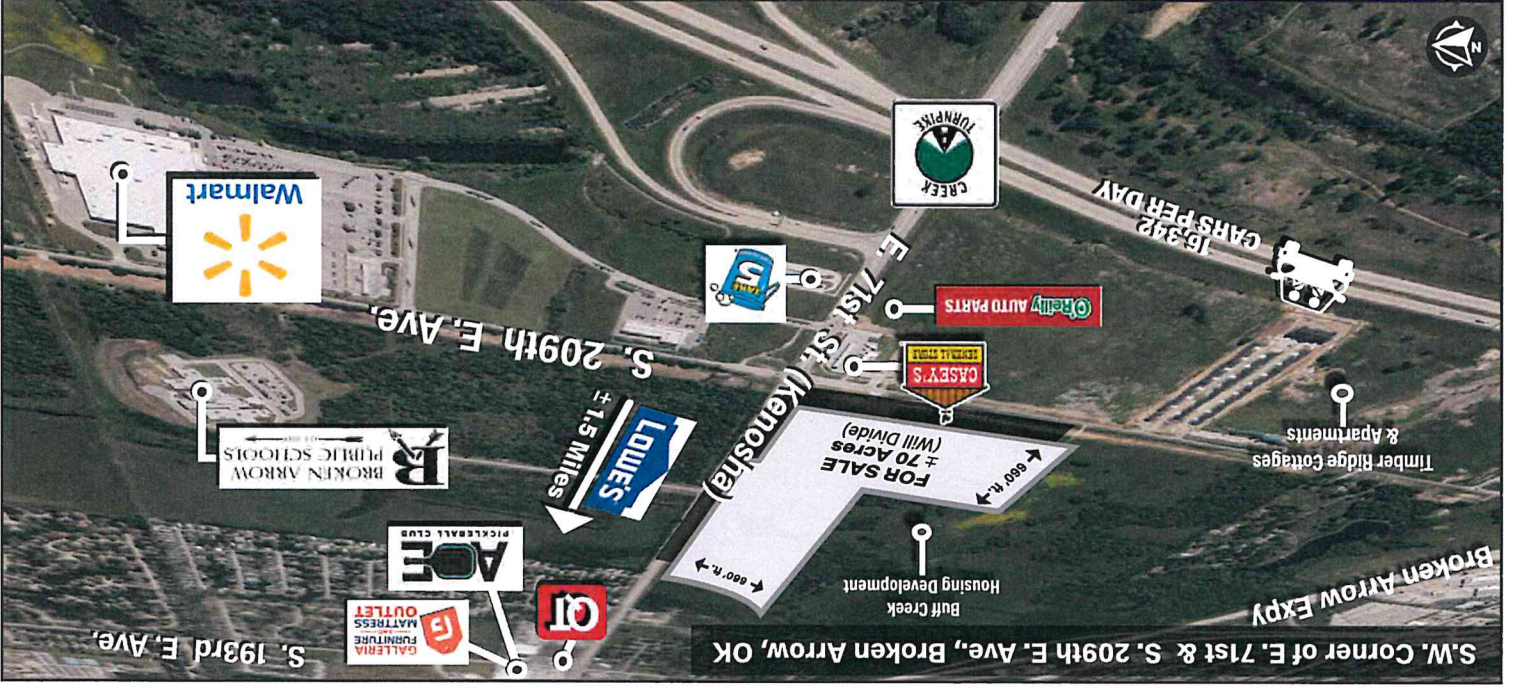 S.W. Corner of E. 71st & S. 209th E. Ave., Broken Arrow, OK
S. 193rd E. Ave.
Broken Arrow Expy
Buff Creek
Housing Development
QT
GALLERIA
FURNITURE
AND
MATTRESS
OUTLET
ACE
PICKLEBALL CLUB
660' ft.
660' ft.
FOR SALE
±70 Acres
(Will Divide)
LOWE'S
± 1.5 Miles
B BROKEN ARROW
PUBLIC SCHOOLS
Timber Ridge Cottages
& Apartments
CASEY'S
GENERAL STORE
E. 71st St. (Kenosha)
S. 209th E. Ave.
O'Reilly AUTO PARTS
TAKE
5
Walmart
16,342
CARS PER DAY
CREEK
TURNPIKE
N